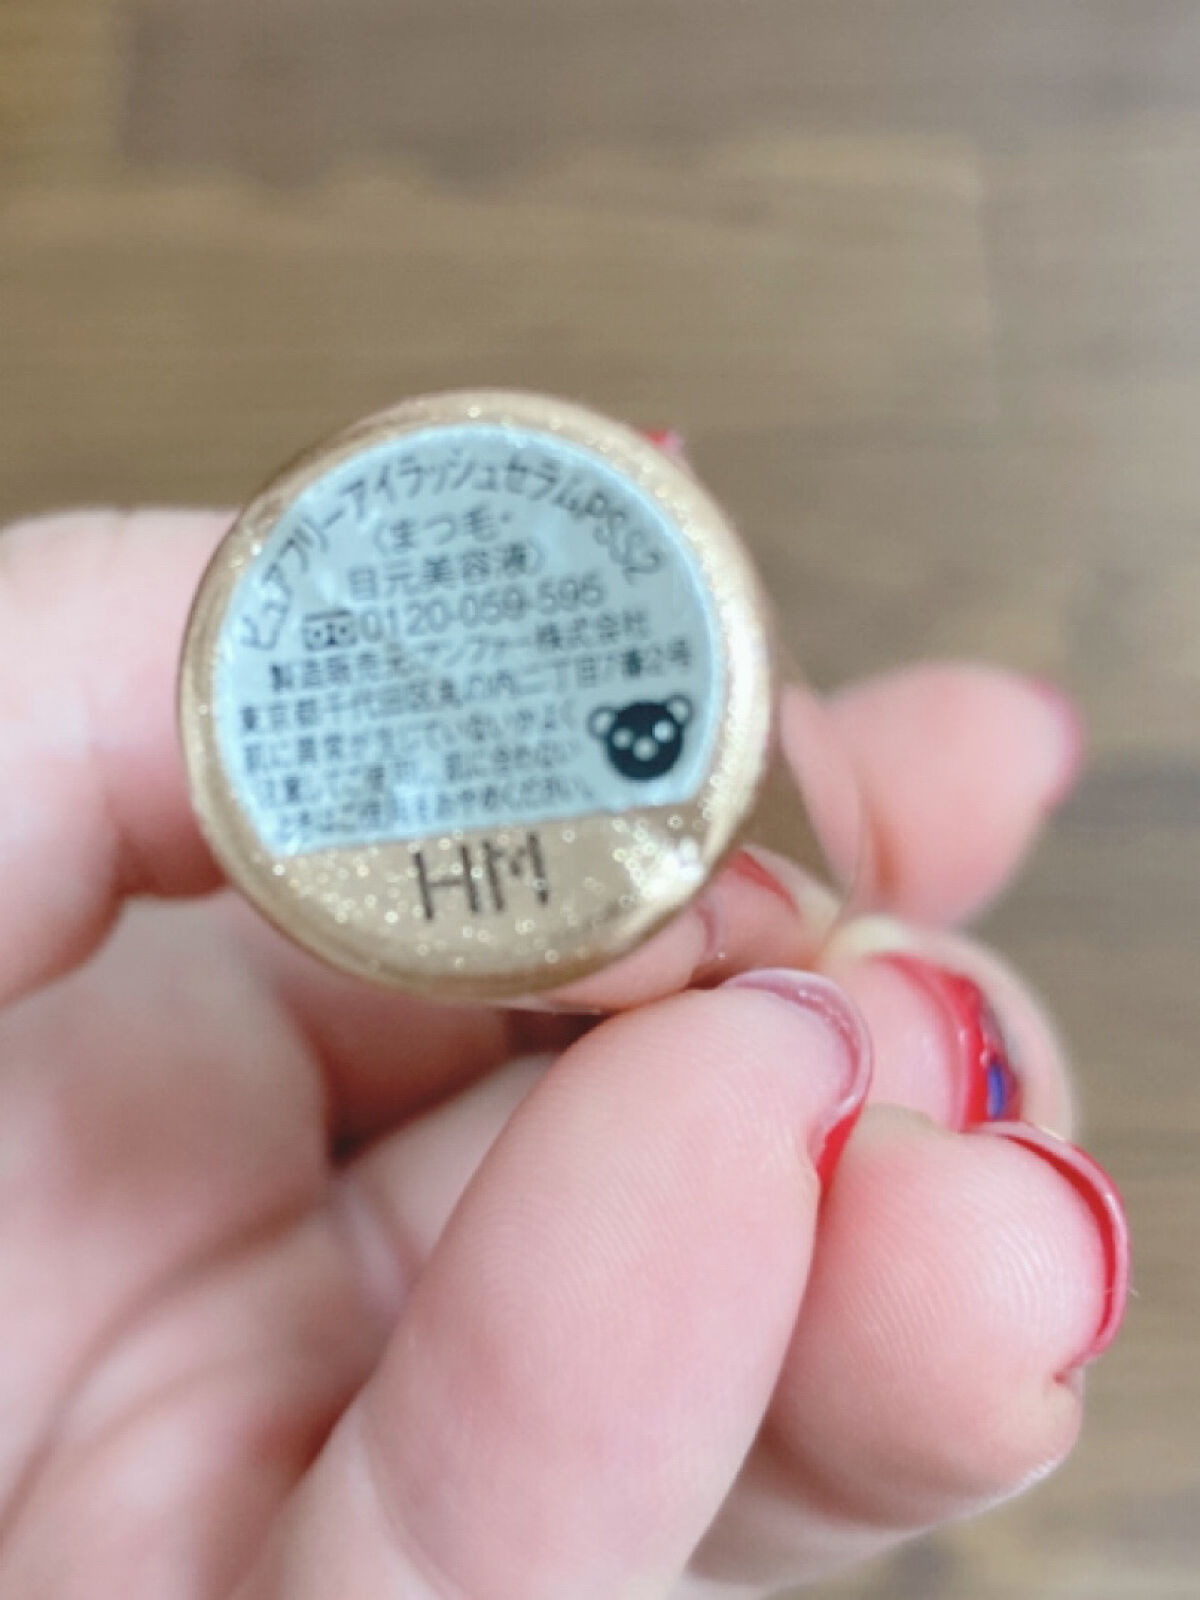 ピュアフリーアイラッシュセラムPSS2
〈まつ毛・
目元美容液〉
0120-059-595
製造販売元 アンファー株式会社
東京都千代田区丸の内二丁目7番2号
肌に異常が生じていないかよく
注意してご使用し、肌に合わない
ときはご使用をおやめください。
HM